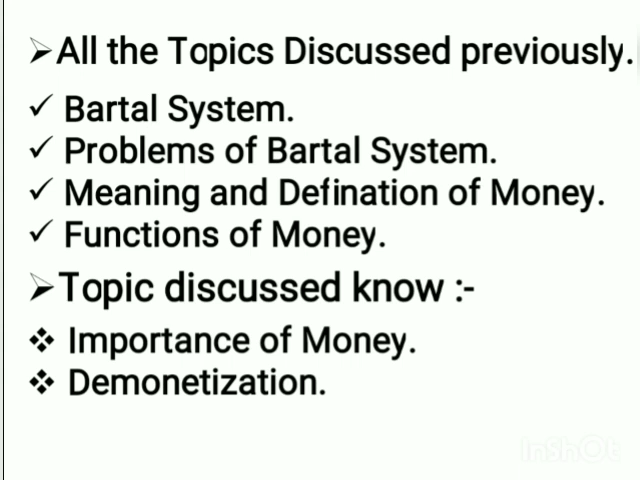 All the Topics Discussed previously.
Bartal System.
Problems of Bartal System.
Meaning and Defination of Money.
Functions of Money.
Topic discussed know :-
Importance of Money.
Demonetization.
InShOt